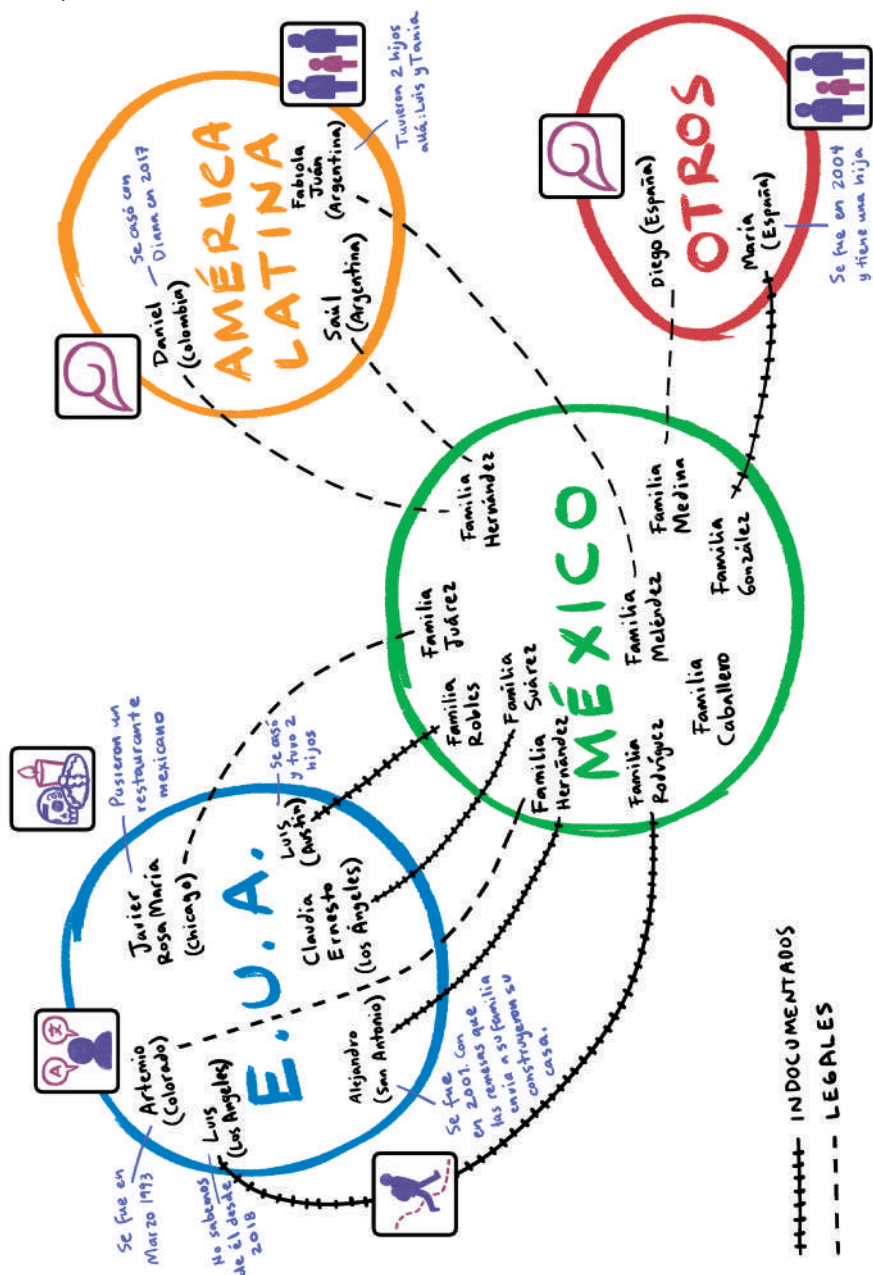 E.U.A.
Se fue en
Marzo 1993
Artemio
(Colorado)
No sabemos
de él desde
2018
Luis
(Los Ángeles)
Pusieron un
restaurante
mexicano
Javier
Rosa María
(Chicago)
Se casó
y tuvo 2
hijos
Luis
(Austin)
Claudia
Ernesto
(Los Ángeles)
Alejandro
(San Antonio)
Se fue
en 2001. Con
las remesas que
envía a su familia
construyeron su
casa.
A
文
AMÉRICA
LATINA
Daniel
(Colombia)
Se casó con
Dianna en 2017
Saúl
(Argentina)
Fabiola
Juán
(Argentina)
Tuvieron 2 hijos
allá: Luis y Tania
MÉXICO
Familia
Juárez
Familia
Hernández
Familia
Robles
Familia
Suárez
Familia
Hernández
Familia
Rodríguez
Familia
Meléndez
Familia
Medina
Familia
Caballero
Familia
González
OTROS
Diego (España)
María
(España)
Se fue en 2004
y tiene una hija
INDOCUMENTADOS
LEGALES